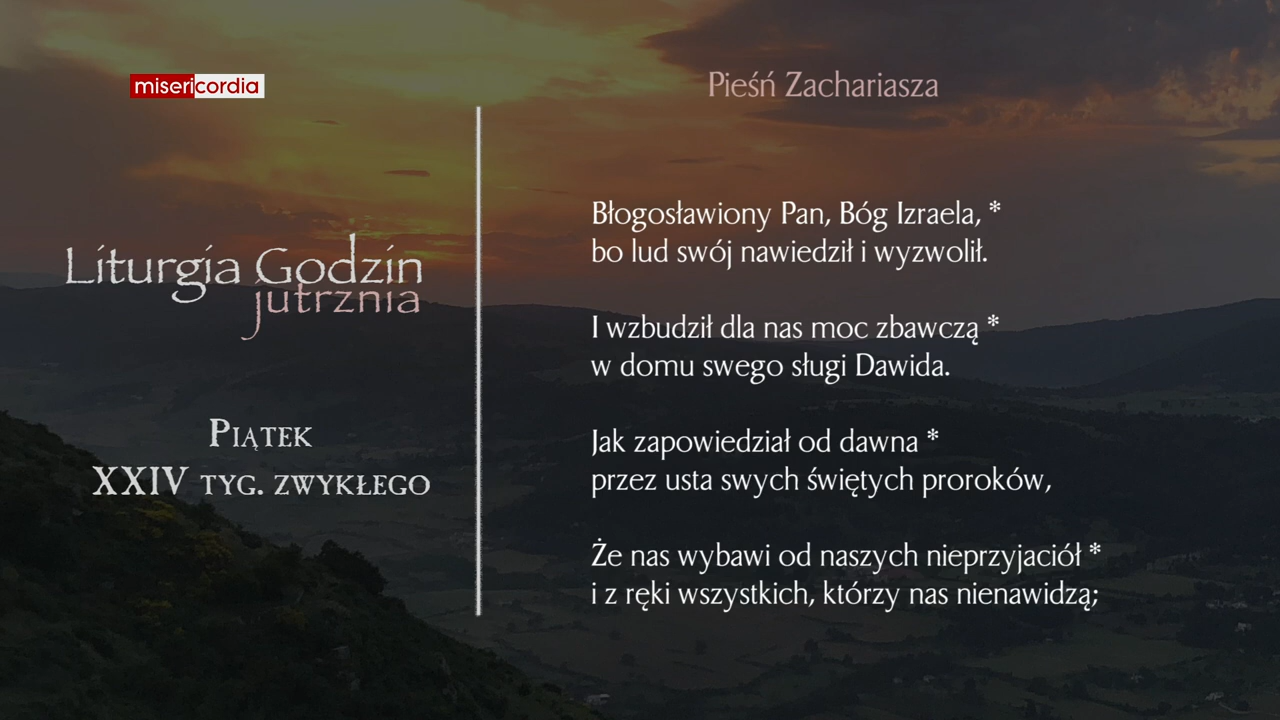 misericordia
Liturgia Godzin
jutrznia
Piątek
XXIV tyg. zwykłego
Pieśń Zachariasza
Błogosławiony Pan, Bóg Izraela, *
bo lud swój nawiedził i wyzwolił.
I wzbudził dla nas moc zbawczą *
w domu swego sługi Dawida.
Jak zapowiedział od dawna *
przez usta swych świętych proroków,
Że nas wybawi od naszych nieprzyjaciół *
i z ręki wszystkich, którzy nas nienawidzą;